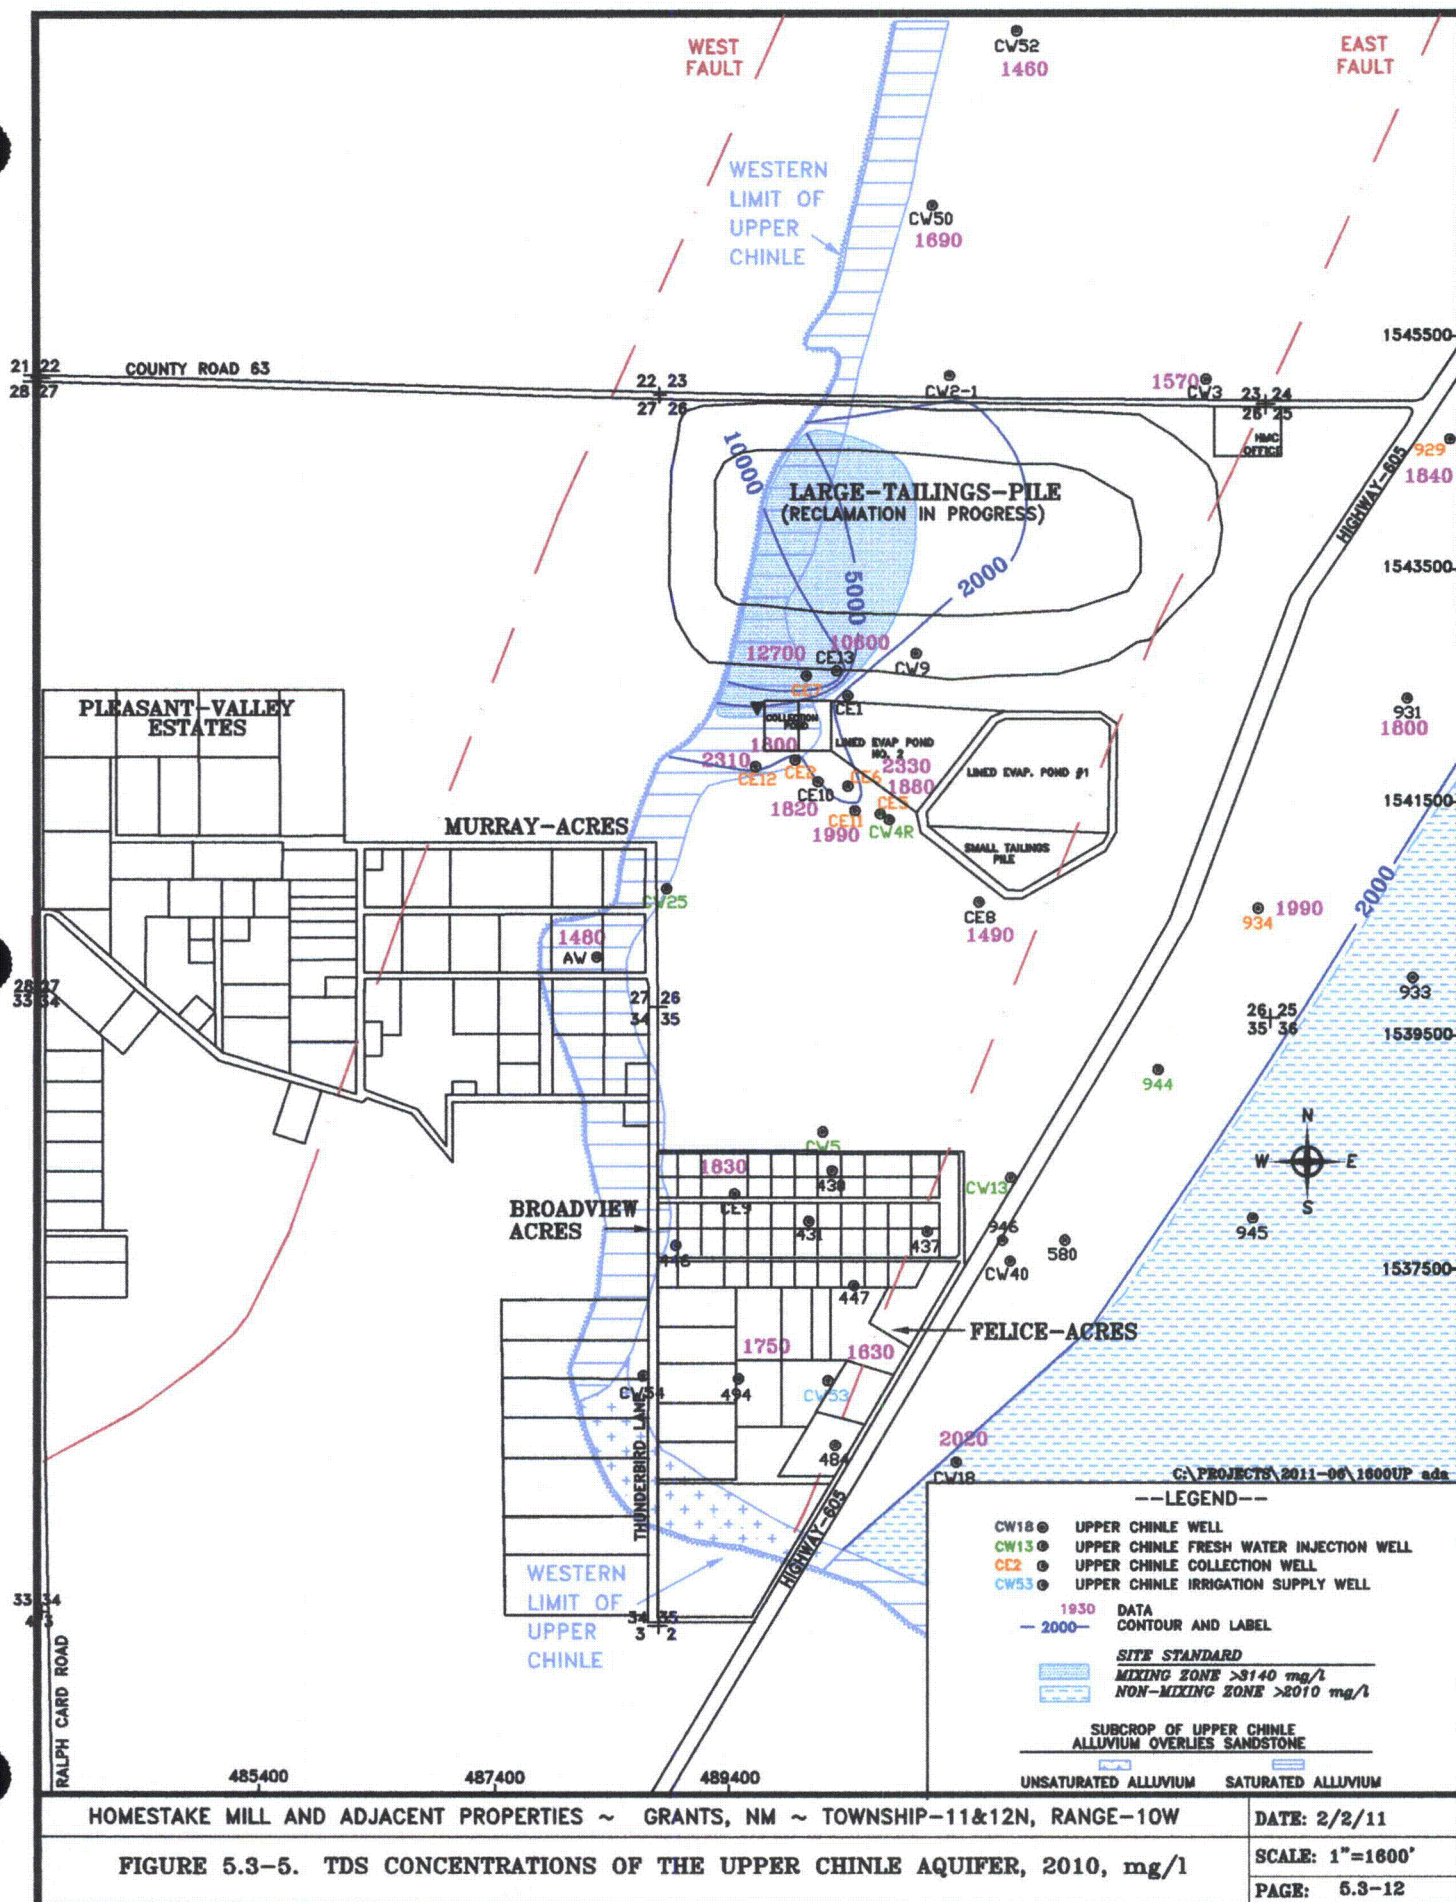 WEST
FAULT
CW52
1460
EAST
FAULT
WESTERN
LIMIT OF
UPPER
CHINLE
CW50
1690
1545500
21 22
28 27
COUNTY ROAD 63
22 23
27 26
CW2-1
1570
CW3
23 24
26 25
HMC
OFFICE
929
1840
HIGHWAY-605
10000
LARGE-TAILINGS-PILE
(RECLAMATION IN PROGRESS)
5000
2000
1543500
12700
10600
CE13
CE7
CW9
CE1
931
1800
PLEASANT-VALLEY
ESTATES
COLLECTION
POND
LINED EVAP POND
NO. 2
LINED EVAP. POND #1
1800
2310
CE12
CE2
CE10
1820
CE6
2330
1880
CE5
CE11
1990
CW4R
SMALL TAILINGS
PILE
1541500
MURRAY-ACRES
CW25
CE8
1490
1990
934
2000
1480
AW
933
28 27
33 34
27 26
34 35
26 25
35 36
1539500
944
N
W E
S
CW5
1830
430
CE9
CW13
BROADVIEW
ACRES
431
437
446
946
580
945
CW40
447
1537500
FELICE-ACRES
1750
1630
CW54
494
CW53
484
THUNDERBIRD LANE
2020
CW18
HIGHWAY-605
WESTERN
LIMIT OF
UPPER
CHINLE
33 34
4 3
34 35
3 2
RALPH CARD ROAD
485400
487400
489400
C:\PROJECTS\2011-06\1600UP ada
--LEGEND--
CW18 UPPER CHINLE WELL
CW13 UPPER CHINLE FRESH WATER INJECTION WELL
CE2 UPPER CHINLE COLLECTION WELL
CW53 UPPER CHINLE IRRIGATION SUPPLY WELL
1930 DATA
2000 CONTOUR AND LABEL
SITE STANDARD
MIXING ZONE >3140 mg/l
NON-MIXING ZONE >2010 mg/l
SUBCROP OF UPPER CHINLE
ALLUVIUM OVERLIES SANDSTONE
UNSATURATED ALLUVIUM SATURATED ALLUVIUM
HOMESTAKE MILL AND ADJACENT PROPERTIES ~ GRANTS, NM ~ TOWNSHIP-11&12N, RANGE-10W
DATE: 2/2/11
FIGURE 5.3-5. TDS CONCENTRATIONS OF THE UPPER CHINLE AQUIFER, 2010, mg/l
SCALE: 1"=1600'
PAGE: 5.3-12